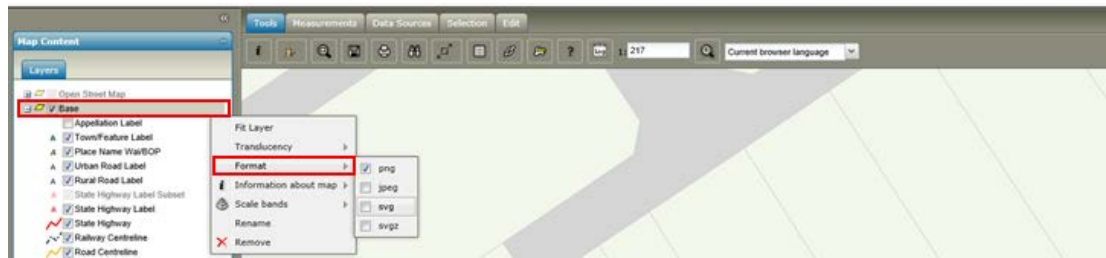 Tools Measurements Data Sources Selection Edit
Map Content
? Log 1: 217 Current browser language
Layers
Open Street Map
Base
Appellation Label
Town/Feature Label
Place Name Wai/BOP
Urban Road Label
Rural Road Label
State Highway Label Subset
State Highway Label
State Highway
Railway Centreline
Road Centreline
Fit Layer
Translucency
Format
Information about map
Scale bands
Rename
Remove
png
jpeg
svg
svgz